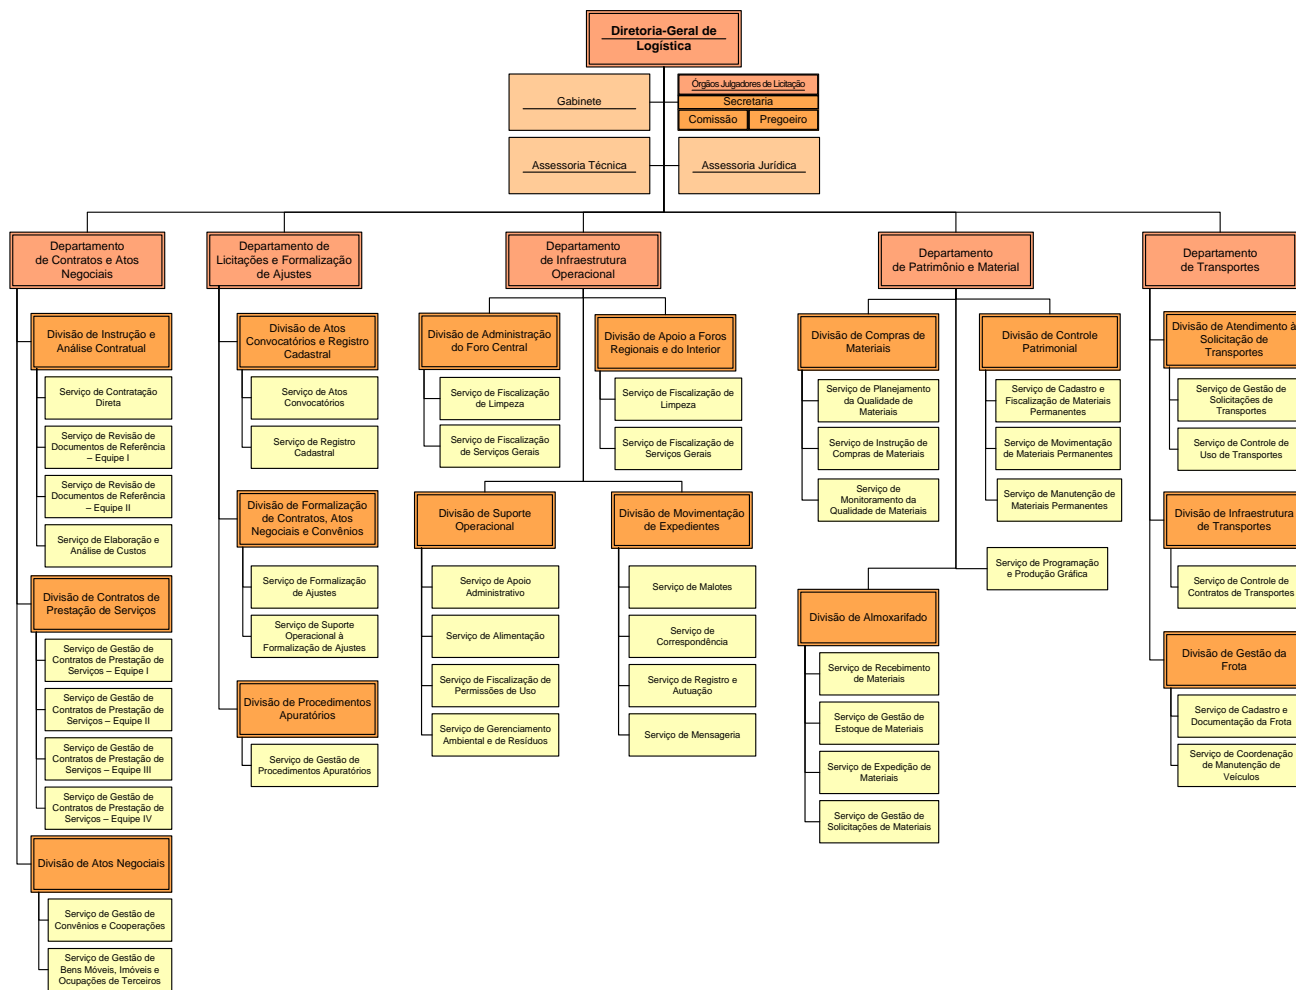 Diretoria-Geral de
Logística
Gabinete
Órgãos Julgadores de Licitação
Secretaria
Comissão
Pregoeiro
Assessoria Técnica
Assessoria Jurídica
Departamento
de Contratos e Atos
Negociais
Divisão de Instrução e
Análise Contratual
Serviço de Contratação
Direta
Serviço de Revisão de
Documentos de Referência
– Equipe I
Serviço de Revisão de
Documentos de Referência
– Equipe II
Serviço de Elaboração e
Análise de Custos
Divisão de Contratos de
Prestação de Serviços
Serviço de Gestão de
Contratos de Prestação de
Serviços – Equipe I
Serviço de Gestão de
Contratos de Prestação de
Serviços – Equipe II
Serviço de Gestão de
Contratos de Prestação de
Serviços – Equipe III
Serviço de Gestão de
Contratos de Prestação de
Serviços – Equipe IV
Divisão de Atos Negociais
Serviço de Gestão de
Convênios e Cooperações
Serviço de Gestão de
Bens Móveis, Imóveis e
Ocupações de Terceiros
Departamento de
Licitações e Formalização
de Ajustes
Divisão de Atos
Convocatórios e Registro
Cadastral
Serviço de Atos
Convocatórios
Serviço de Registro
Cadastral
Divisão de Formalização
de Contratos, Atos
Negociais e Convênios
Serviço de Formalização
de Ajustes
Serviço de Suporte
Operacional à
Formalização de Ajustes
Divisão de Procedimentos
Apuratórios
Serviço de Gestão de
Procedimentos Apuratórios
Departamento
de Infraestrutura
Operacional
Divisão de Administração
do Foro Central
Serviço de Fiscalização
de Limpeza
Serviço de Fiscalização
de Serviços Gerais
Divisão de Apoio a Foros
Regionais e do Interior
Serviço de Fiscalização de
Limpeza
Serviço de Fiscalização de
Serviços Gerais
Divisão de Suporte
Operacional
Serviço de Apoio
Administrativo
Serviço de Alimentação
Serviço de Fiscalização de
Permissões de Uso
Serviço de Gerenciamento
Ambiental e de Resíduos
Divisão de Movimentação
de Expedientes
Serviço de Malotes
Serviço de
Correspondência
Serviço de Registro e
Autuação
Serviço de Mensageria
Departamento
de Patrimônio e Material
Divisão de Compras de
Materiais
Serviço de Planejamento
da Qualidade de
Materiais
Serviço de Instrução de
Compras de Materiais
Serviço de
Monitoramento da
Qualidade de Materiais
Divisão de Controle
Patrimonial
Serviço de Cadastro e
Fiscalização de Materiais
Permanentes
Serviço de Movimentação
de Materiais Permanentes
Serviço de Manutenção de
Materiais Permanentes
Serviço de Programação
e Produção Gráfica
Divisão de Almoxarifado
Serviço de Recebimento
de Materiais
Serviço de Gestão de
Estoque de Materiais
Serviço de Expedição de
Materiais
Serviço de Gestão de
Solicitações de Materiais
Departamento
de Transportes
Divisão de Atendimento à
Solicitação de
Transportes
Serviço de Gestão de
Solicitações de
Transportes
Serviço de Controle de
Uso de Transportes
Divisão de Infraestrutura
de Transportes
Serviço de Controle de
Contratos de Transportes
Divisão de Gestão da
Frota
Serviço de Cadastro e
Documentação da Frota
Serviço de Coordenação
de Manutenção de
Veículos